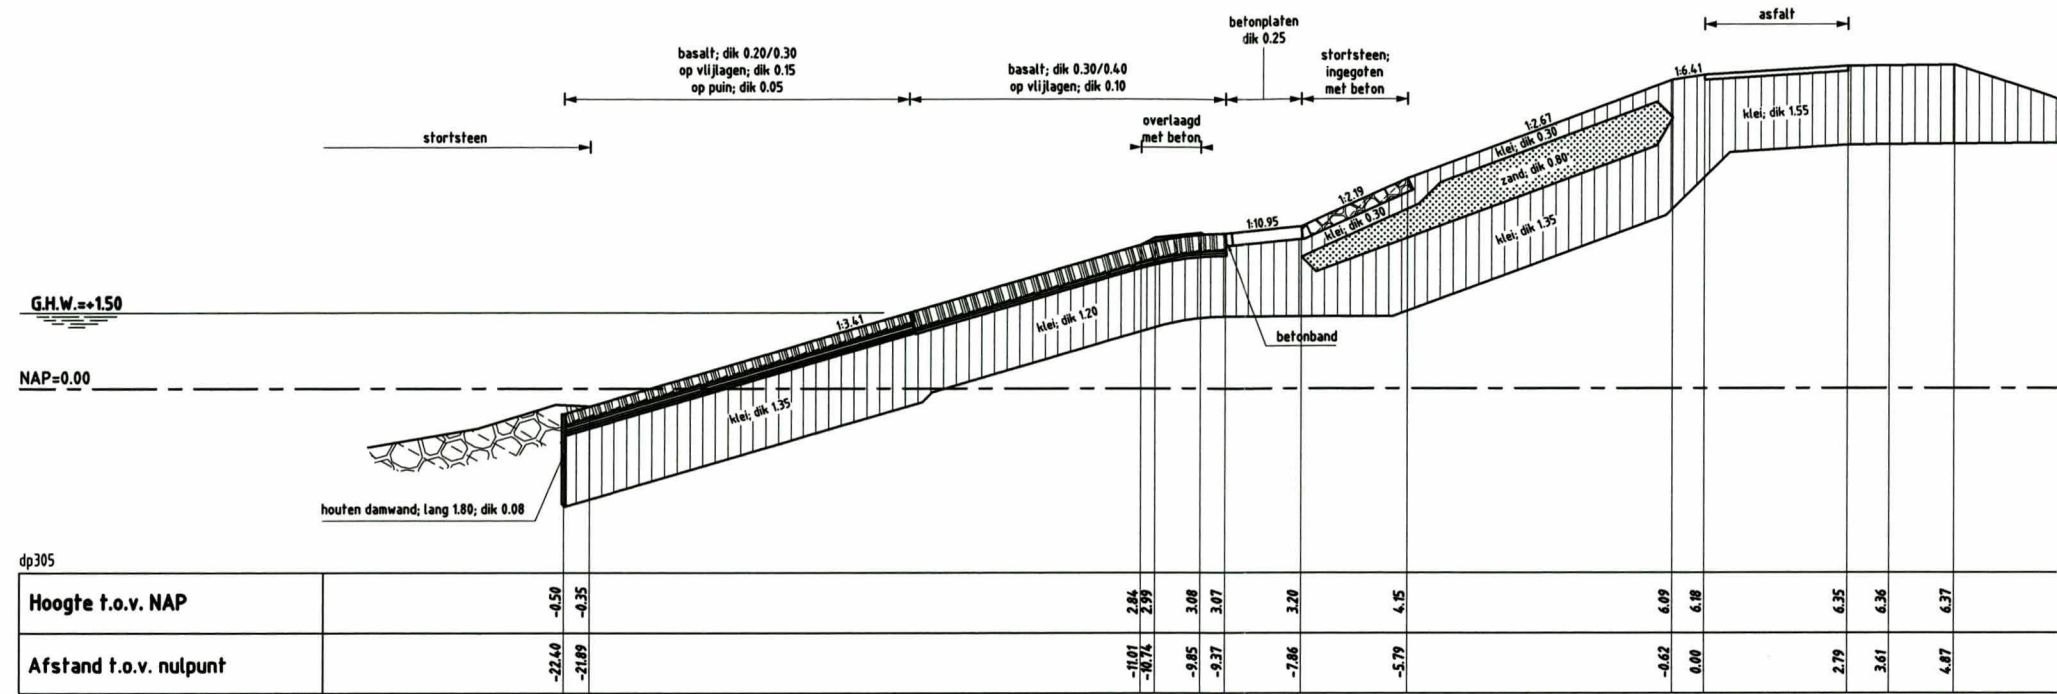 asfalt
betonplaten
dik 0.25
basalt; dik 0.20/0.30
op vlijlagen; dik 0.15
op puin; dik 0.05
basalt; dik 0.30/0.40
op vlijlagen; dik 0.10
stortsteen;
ingegoten
met beton
1:6.41
klei; dik 1.55
stortsteen
overlaagd
met beton
1:2.67
klei; dik 0.30
zand; dik 0.80
1:2.19
klei; dik 0.30
klei; dik 1.35
1:10.95
G.H.W.=+1.50
1:3.41
klei; dik 1.20
betonband
NAP=0.00
klei; dik 1.35
houten damwand; lang 1.80; dik 0.08
dp305
Hoogte t.o.v. NAP -0.50 -0.35 2.84 2.99 3.08 3.07 3.20 4.15 6.09 6.18 6.35 6.36 6.37
Afstand t.o.v. nulpunt -22.40 -21.89 -11.01 -10.74 -9.85 -9.37 -7.86 -5.79 -0.62 0.00 2.79 3.61 4.87